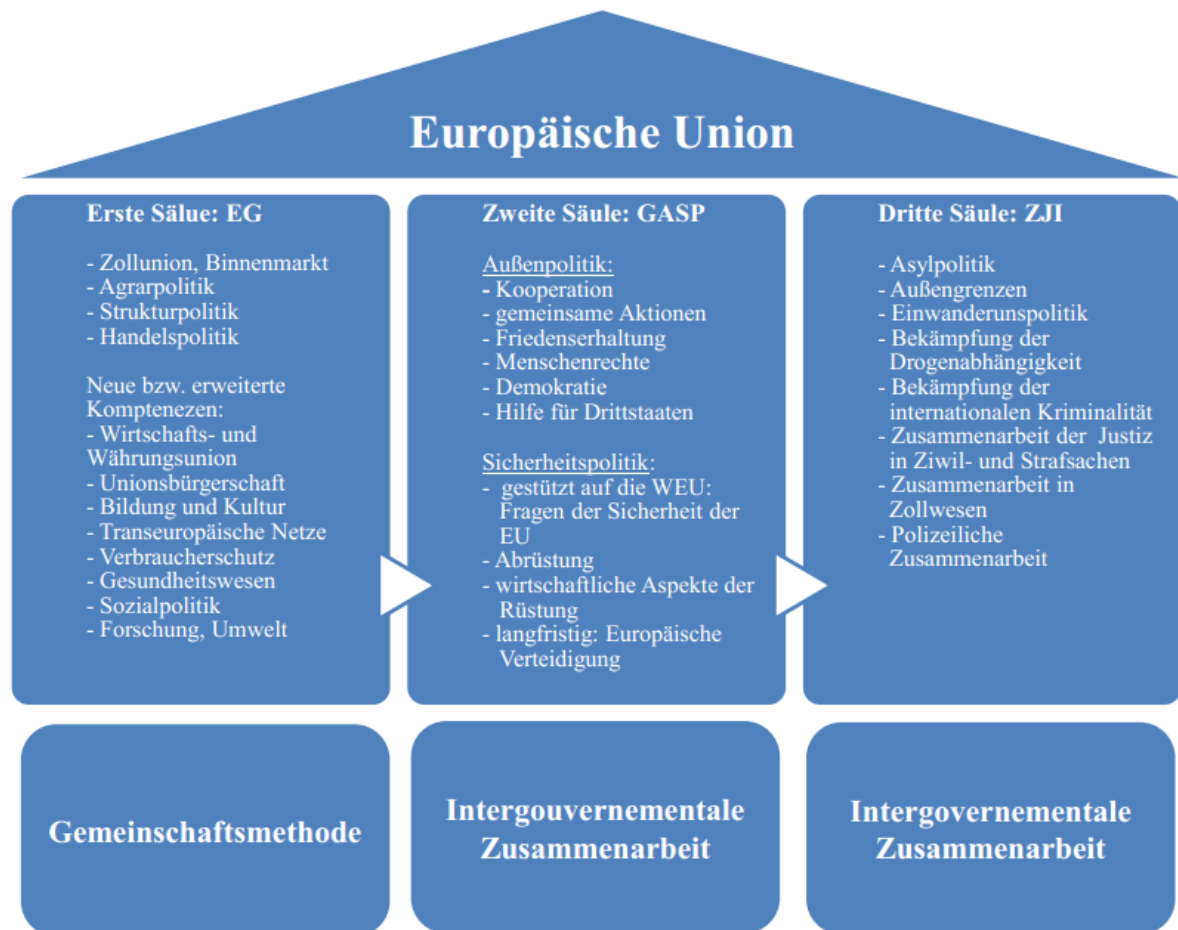 Europäische Union
Erste Sälue: EG
- Zollunion, Binnenmarkt
- Agrarpolitik
- Strukturpolitik
- Handelspolitik
Neue bzw. erweiterte
Komptenezen:
- Wirtschafts- und
Währungsunion
- Unionsbürgerschaft
- Bildung und Kultur
- Transeuropäische Netze
- Verbraucherschutz
- Gesundheitswesen
- Sozialpolitik
- Forschung, Umwelt
Zweite Säule: GASP
Außenpolitik:
- Kooperation
- gemeinsame Aktionen
- Friedenserhaltung
- Menschenrechte
- Demokratie
- Hilfe für Drittstaaten
Sicherheitspolitik:
- gestützt auf die WEU:
Fragen der Sicherheit der
EU
- Abrüstung
- wirtschaftliche Aspekte der
Rüstung
- langfristig: Europäische
Verteidigung
Dritte Säule: ZJI
- Asylpolitik
- Außengrenzen
- Einwanderunspolitik
- Bekämpfung der
Drogenabhängigkeit
- Bekämpfung der
internationalen Kriminalität
- Zusammenarbeit der Justiz
in Ziwil- und Strafsachen
- Zusammenarbeit in
Zollwesen
- Polizeiliche
Zusammenarbeit
Gemeinschaftsmethode
Intergouvernementale
Zusammenarbeit
Intergovernementale
Zusammenarbeit